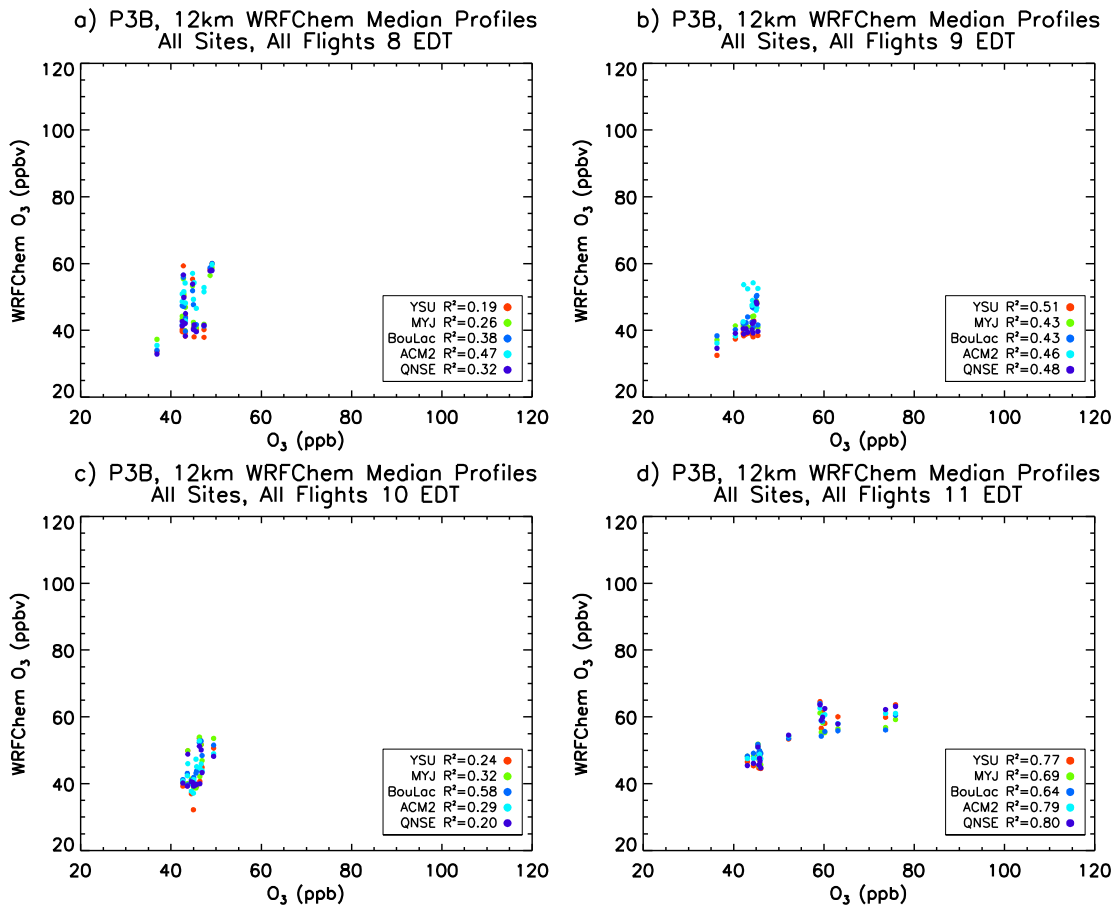 a) P3B, 12km WRFChem Median Profiles
All Sites, All Flights 8 EDT
120
100
80
60
40
20
WRFChem O₃ (ppbv)
YSU R²=0.19
MYJ R²=0.26
BouLac R²=0.38
ACM2 R²=0.47
QNSE R²=0.32
20 40 60 80 100 120
O₃ (ppb)
b) P3B, 12km WRFChem Median Profiles
All Sites, All Flights 9 EDT
120
100
80
60
40
20
WRFChem O₃ (ppbv)
YSU R²=0.51
MYJ R²=0.43
BouLac R²=0.43
ACM2 R²=0.46
QNSE R²=0.48
20 40 60 80 100 120
O₃ (ppb)
c) P3B, 12km WRFChem Median Profiles
All Sites, All Flights 10 EDT
120
100
80
60
40
20
WRFChem O₃ (ppbv)
YSU R²=0.24
MYJ R²=0.32
BouLac R²=0.58
ACM2 R²=0.29
QNSE R²=0.20
20 40 60 80 100 120
O₃ (ppb)
d) P3B, 12km WRFChem Median Profiles
All Sites, All Flights 11 EDT
120
100
80
60
40
20
WRFChem O₃ (ppbv)
YSU R²=0.77
MYJ R²=0.69
BouLac R²=0.64
ACM2 R²=0.79
QNSE R²=0.80
20 40 60 80 100 120
O₃ (ppb)